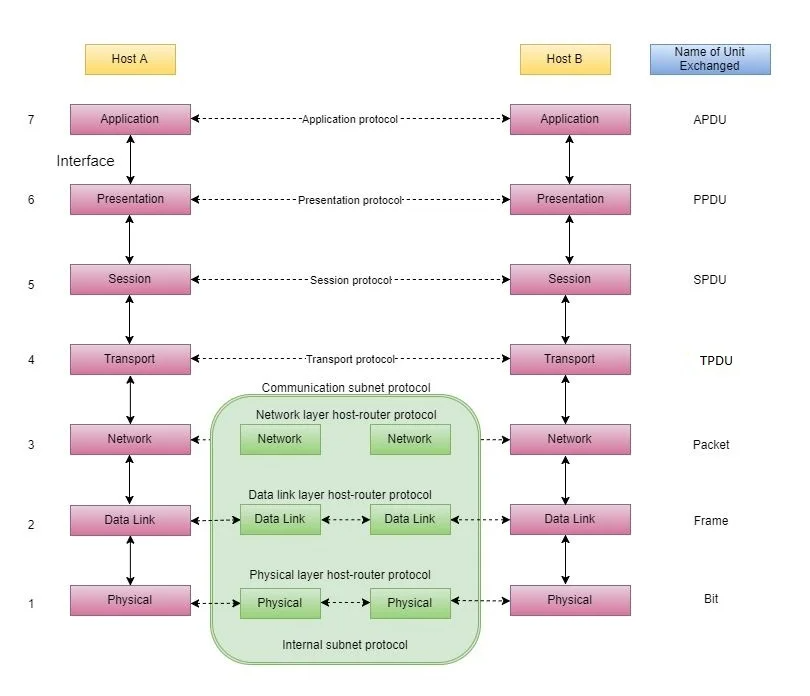 Host A
Host B
Name of Unit
Exchanged
7
Application
Application protocol
Application
APDU
Interface
6
Presentation
Presentation protocol
Presentation
PPDU
5
Session
Session protocol
Session
SPDU
4
Transport
Transport protocol
Transport
TPDU
Communication subnet protocol
Network layer host-router protocol
3
Network
Network
Network
Network
Packet
Data link layer host-router protocol
2
Data Link
Data Link
Data Link
Data Link
Frame
Physical layer host-router protocol
1
Physical
Physical
Physical
Physical
Bit
Internal subnet protocol